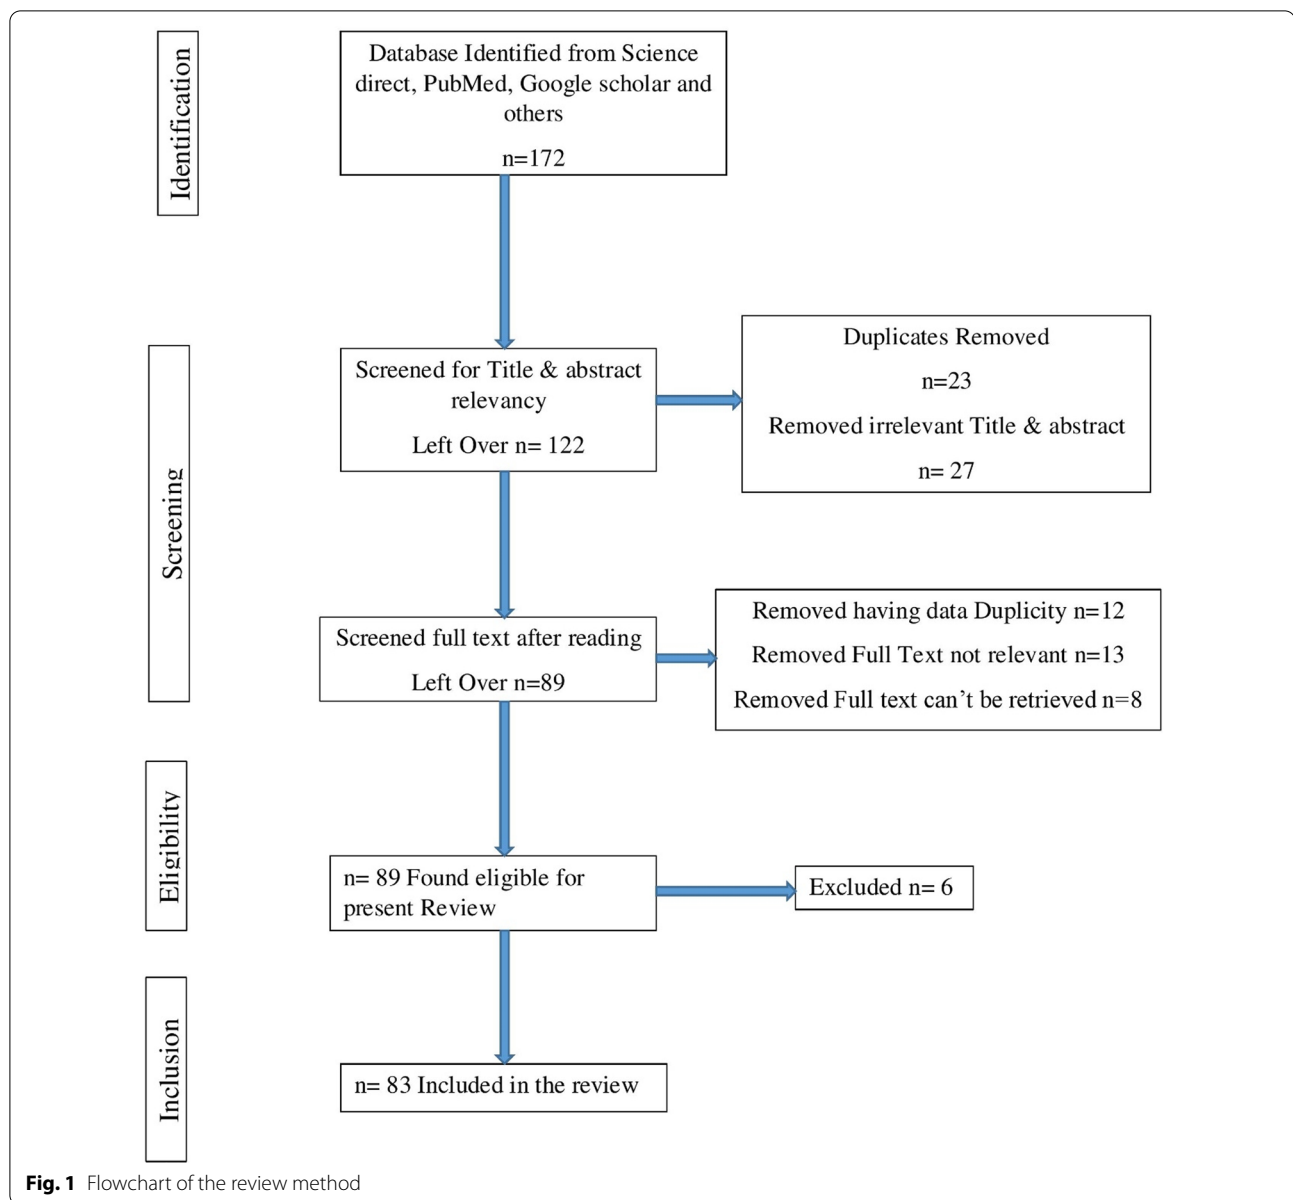 Identification
Database Identified from Science
direct, PubMed, Google scholar and
others
n=172
Screening
Screened for Title & abstract
relevancy
Left Over n= 122
Duplicates Removed
n=23
Removed irrelevant Title & abstract
n= 27
Screened full text after reading
Left Over n=89
Removed having data Duplicity n=12
Removed Full Text not relevant n=13
Removed Full text can’t be retrieved n=8
Eligibility
n= 89 Found eligible for
present Review
Excluded n= 6
Inclusion
n= 83 Included in the review
Fig. 1 Flowchart of the review method